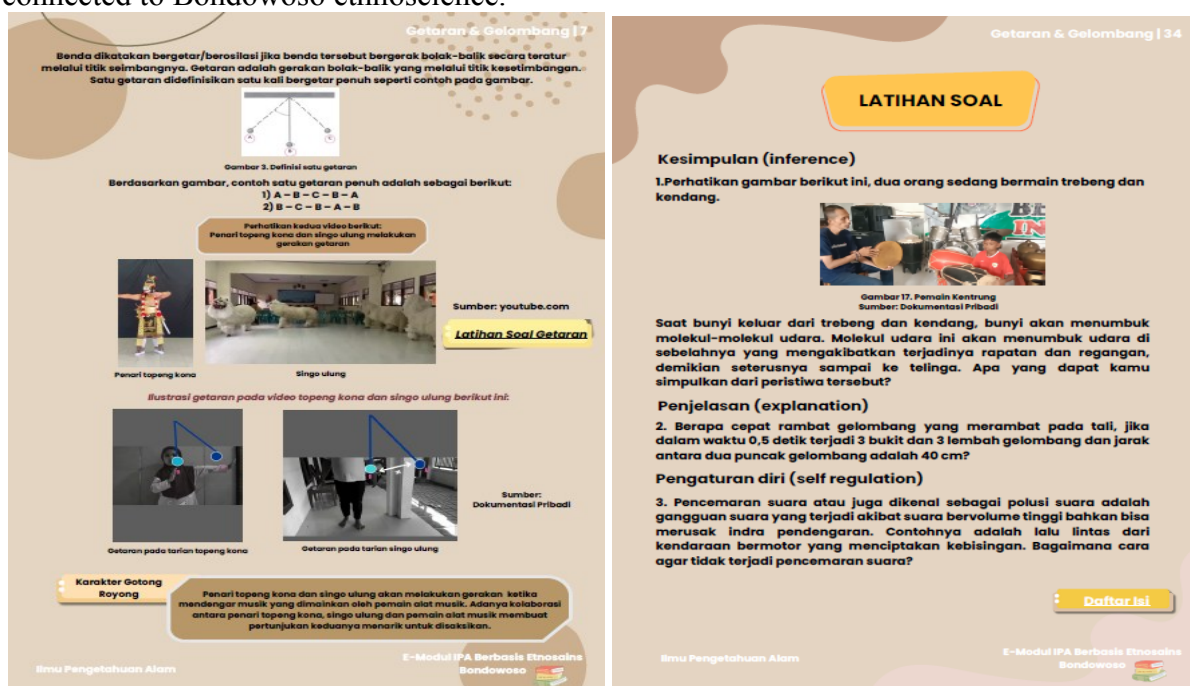 connected to Bondowoso ethnoscience.
Getaran & Gelombang | 7
Benda dikatakan bergetar/berosilasi jika benda tersebut bergerak bolak-balik secara teratur
melalui titik seimbangnya. Getaran adalah gerakan bolak-balik yang melalui titik kesetimbangan.
Satu getaran didefinisikan satu kali bergetar penuh seperti contoh pada gambar.
A
B
C
Gambar 3. Definisi satu getaran
Berdasarkan gambar, contoh satu getaran penuh adalah sebagai berikut:
1) A – B – C – B – A
2) B – C – B – A – B
Perhatikan kedua video berikut:
Penari topeng kona dan singo ulung melakukan
gerakan getaran
Sumber: youtube.com
Latihan Soal Getaran
Penari topeng kona
Singo ulung
Ilustrasi getaran pada video topeng kona dan singo ulung berikut ini:
Sumber:
Dokumentasi Pribadi
Getaran pada tarian topeng kona
Getaran pada tarian singo ulung
Karakter Gotong
Royong
Penari topeng kona dan singo ulung akan melakukan gerakan ketika
mendengar musik yang dimainkan oleh pemain alat musik. Adanya kolaborasi
antara penari topeng kona, singo ulung dan pemain alat musik membuat
pertunjukan keduanya menarik untuk disaksikan.
Ilmu Pengetahuan Alam
E-Modul IPA Berbasis Etnosains
Bondowoso
Getaran & Gelombang | 34
LATIHAN SOAL
Kesimpulan (inference)
1.Perhatikan gambar berikut ini, dua orang sedang bermain trebeng dan
kendang.
Gambar 17. Pemain Kentrung
Sumber: Dokumentasi Pribadi
Saat bunyi keluar dari trebeng dan kendang, bunyi akan menumbuk
molekul-molekul udara. Molekul udara ini akan menumbuk udara di
sebelahnya yang mengakibatkan terjadinya rapatan dan regangan,
demikian seterusnya sampai ke telinga. Apa yang dapat kamu
simpulkan dari peristiwa tersebut?
Penjelasan (explanation)
2. Berapa cepat rambat gelombang yang merambat pada tali, jika
dalam waktu 0,5 detik terjadi 3 bukit dan 3 lembah gelombang dan jarak
antara dua puncak gelombang adalah 40 cm?
Pengaturan diri (self regulation)
3. Pencemaran suara atau juga dikenal sebagai polusi suara adalah
gangguan suara yang terjadi akibat suara bervolume tinggi bahkan bisa
merusak indra pendengaran. Contohnya adalah lalu lintas dari
kendaraan bermotor yang menciptakan kebisingan. Bagaimana cara
agar tidak terjadi pencemaran suara?
Daftar Isi
Ilmu Pengetahuan Alam
E-Modul IPA Berbasis Etnosains
Bondowoso